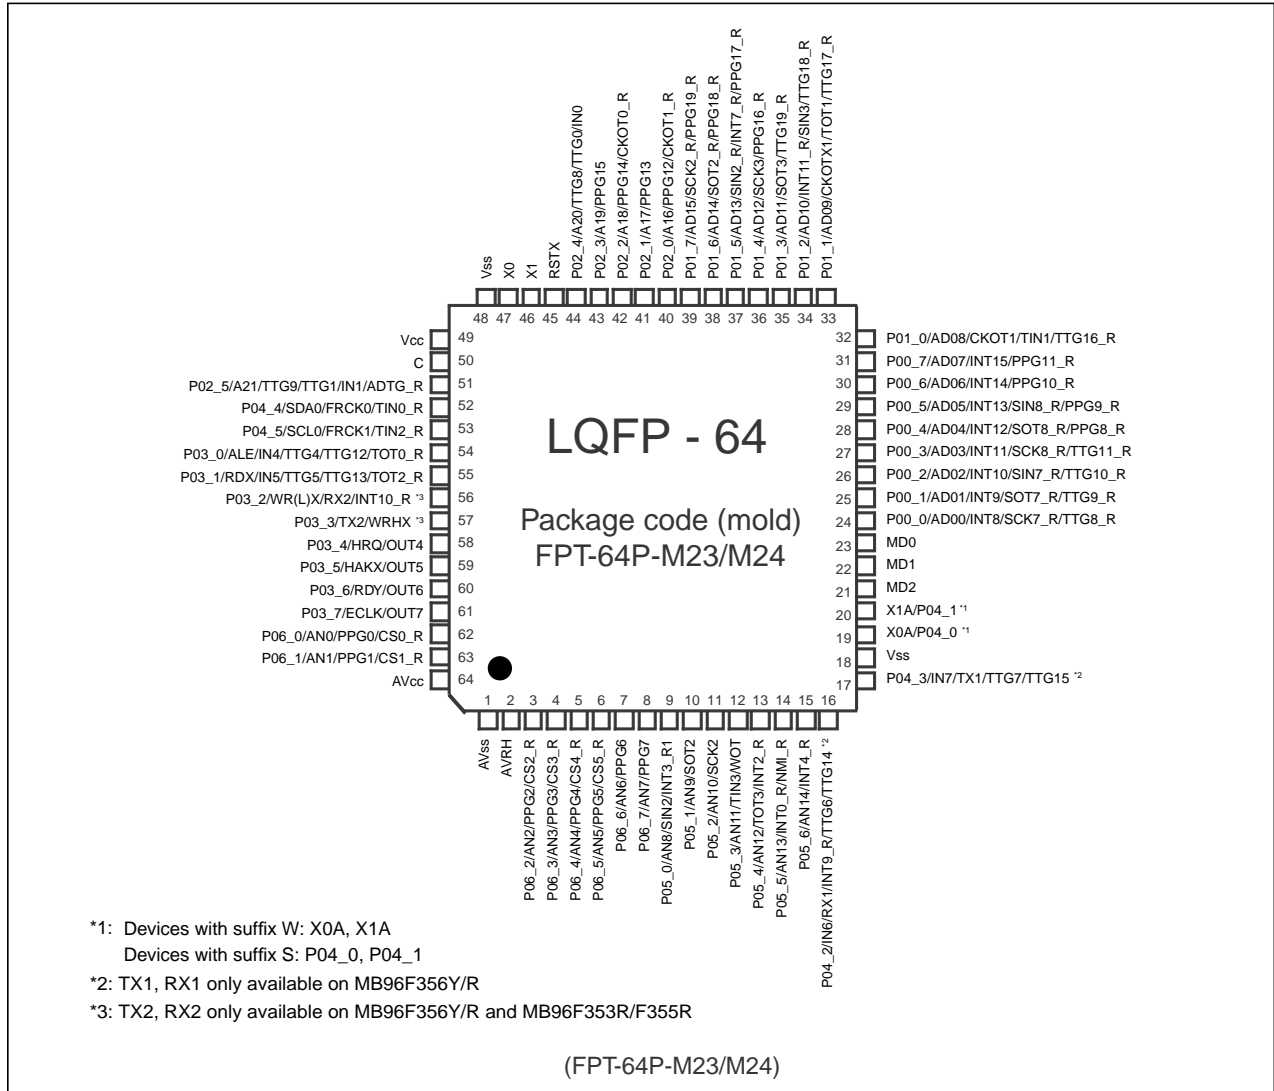 P02_4/A20/TTG8/TTG0/IN0
P02_3/A19/PPG15
P02_2/A18/PPG14/CKOT0_R
P02_1/A17/PPG13
P02_0/A16/PPG12/CKOT1_R
P01_7/AD15/SCK2_R/PPG19_R
P01_6/AD14/SOT2_R/PPG18_R
P01_5/AD13/SIN2_R/INT7_R/PPG17_R
P01_4/AD12/SCK3/PPG16_R
P01_3/AD11/SOT3/TTG19_R
P01_2/AD10/INT11_R/SIN3/TTG18_R
P01_1/AD09/CKOTX1/TOT1/TTG17_R
Vss
X0
X1
RSTX
48 47 46 45 44 43 42 41 40 39 38 37 36 35 34 33
Vcc 49
C 50
P02_5/A21/TTG9/TTG1/IN1/ADTG_R 51
P04_4/SDA0/FRCK0/TIN0_R 52
P04_5/SCL0/FRCK1/TIN2_R 53
P03_0/ALE/IN4/TTG4/TTG12/TOT0_R 54
P03_1/RDX/IN5/TTG5/TTG13/TOT2_R 55
P03_2/WR(L)X/RX2/INT10_R *3 56
P03_3/TX2/WRHX *3 57
P03_4/HRQ/OUT4 58
P03_5/HAKX/OUT5 59
P03_6/RDY/OUT6 60
P03_7/ECLK/OUT7 61
P06_0/AN0/PPG0/CS0_R 62
P06_1/AN1/PPG1/CS1_R 63
AVcc 64
LQFP - 64
Package code (mold)
FPT-64P-M23/M24
32 P01_0/AD08/CKOT1/TIN1/TTG16_R
31 P00_7/AD07/INT15/PPG11_R
30 P00_6/AD06/INT14/PPG10_R
29 P00_5/AD05/INT13/SIN8_R/PPG9_R
28 P00_4/AD04/INT12/SOT8_R/PPG8_R
27 P00_3/AD03/INT11/SCK8_R/TTG11_R
26 P00_2/AD02/INT10/SIN7_R/TTG10_R
25 P00_1/AD01/INT9/SOT7_R/TTG9_R
24 P00_0/AD00/INT8/SCK7_R/TTG8_R
23 MD0
22 MD1
21 MD2
20 X1A/P04_1 *1
19 X0A/P04_0 *1
18 Vss
17 P04_3/IN7/TX1/TTG7/TTG15 *2
1 2 3 4 5 6 7 8 9 10 11 12 13 14 15 16
AVss
AVRH
P06_2/AN2/PPG2/CS2_R
P06_3/AN3/PPG3/CS3_R
P06_4/AN4/PPG4/CS4_R
P06_5/AN5/PPG5/CS5_R
P06_6/AN6/PPG6
P06_7/AN7/PPG7
P05_0/AN8/SIN2/INT3_R1
P05_1/AN9/SOT2
P05_2/AN10/SCK2
P05_3/AN11/TIN3/WOT
P05_4/AN12/TOT3/INT2_R
P05_5/AN13/INT0_R/NMI_R
P05_6/AN14/INT4_R
P04_2/IN6/RX1/INT9_R/TTG6/TTG14 *2
*1: Devices with suffix W: X0A, X1A
Devices with suffix S: P04_0, P04_1
*2: TX1, RX1 only available on MB96F356Y/R
*3: TX2, RX2 only available on MB96F356Y/R and MB96F353R/F355R
(FPT-64P-M23/M24)